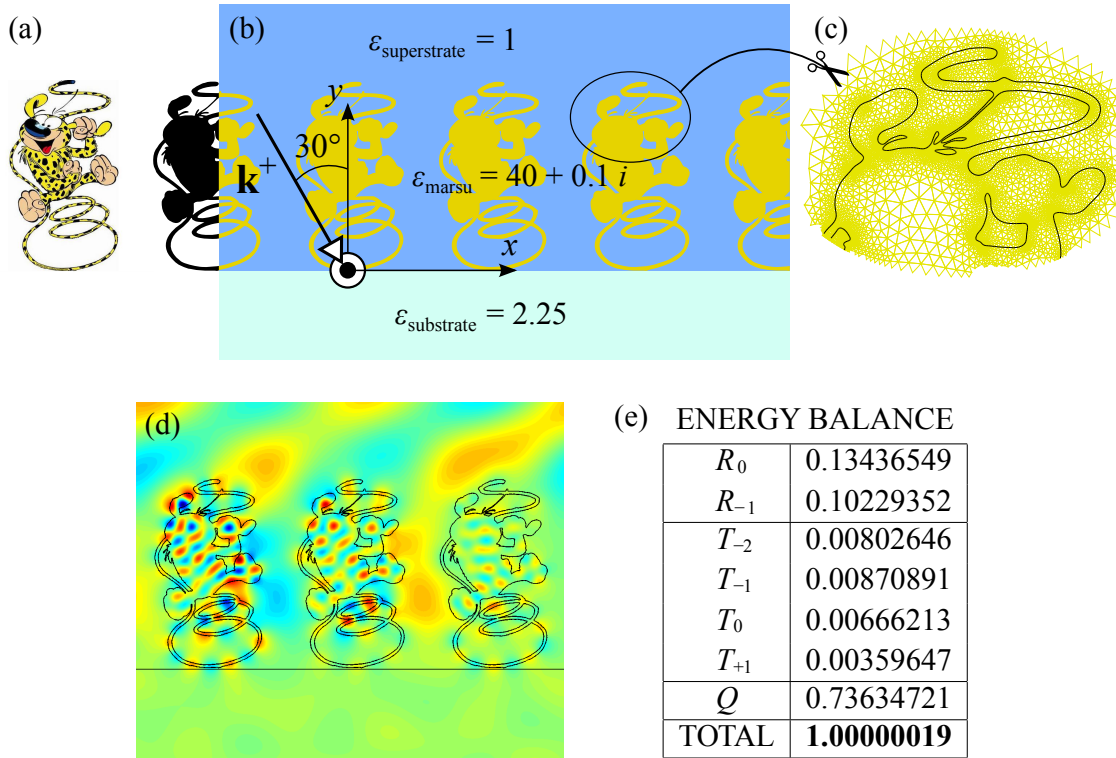 (a)
(b)
(c)
ε_superstrate = 1
y
30°
k⁺
ε_marsu = 40 + 0.1 i
x
ε_substrate = 2.25
(d)
(e) ENERGY BALANCE
R₀ 0.13436549
R₋₁ 0.10229352
T₋₂ 0.00802646
T₋₁ 0.00870891
T₀ 0.00666213
T₊₁ 0.00359647
Q 0.73634721
TOTAL 1.00000019